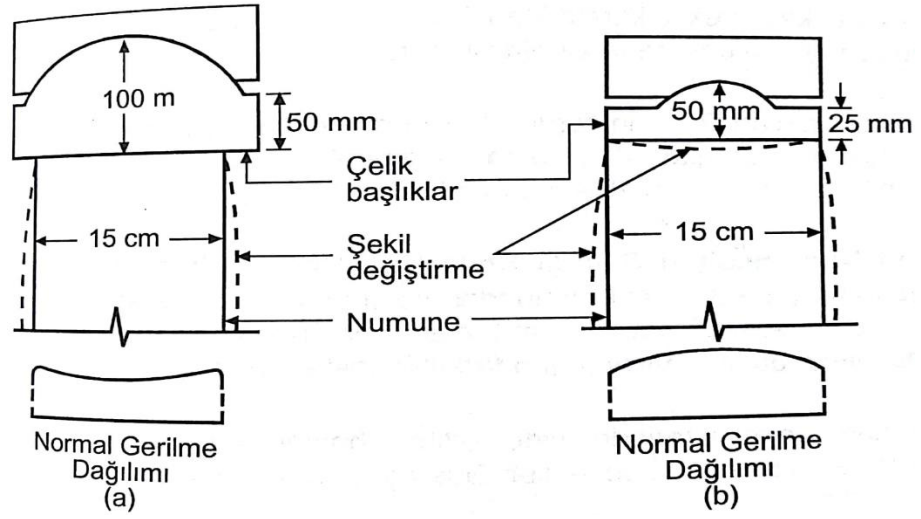 100 m
50 mm
Çelik
başlıklar
15 cm
Şekil
değiştirme
Numune
Normal Gerilme
Dağılımı
(a)
50 mm
25 mm
15 cm
Normal Gerilme
Dağılımı
(b)